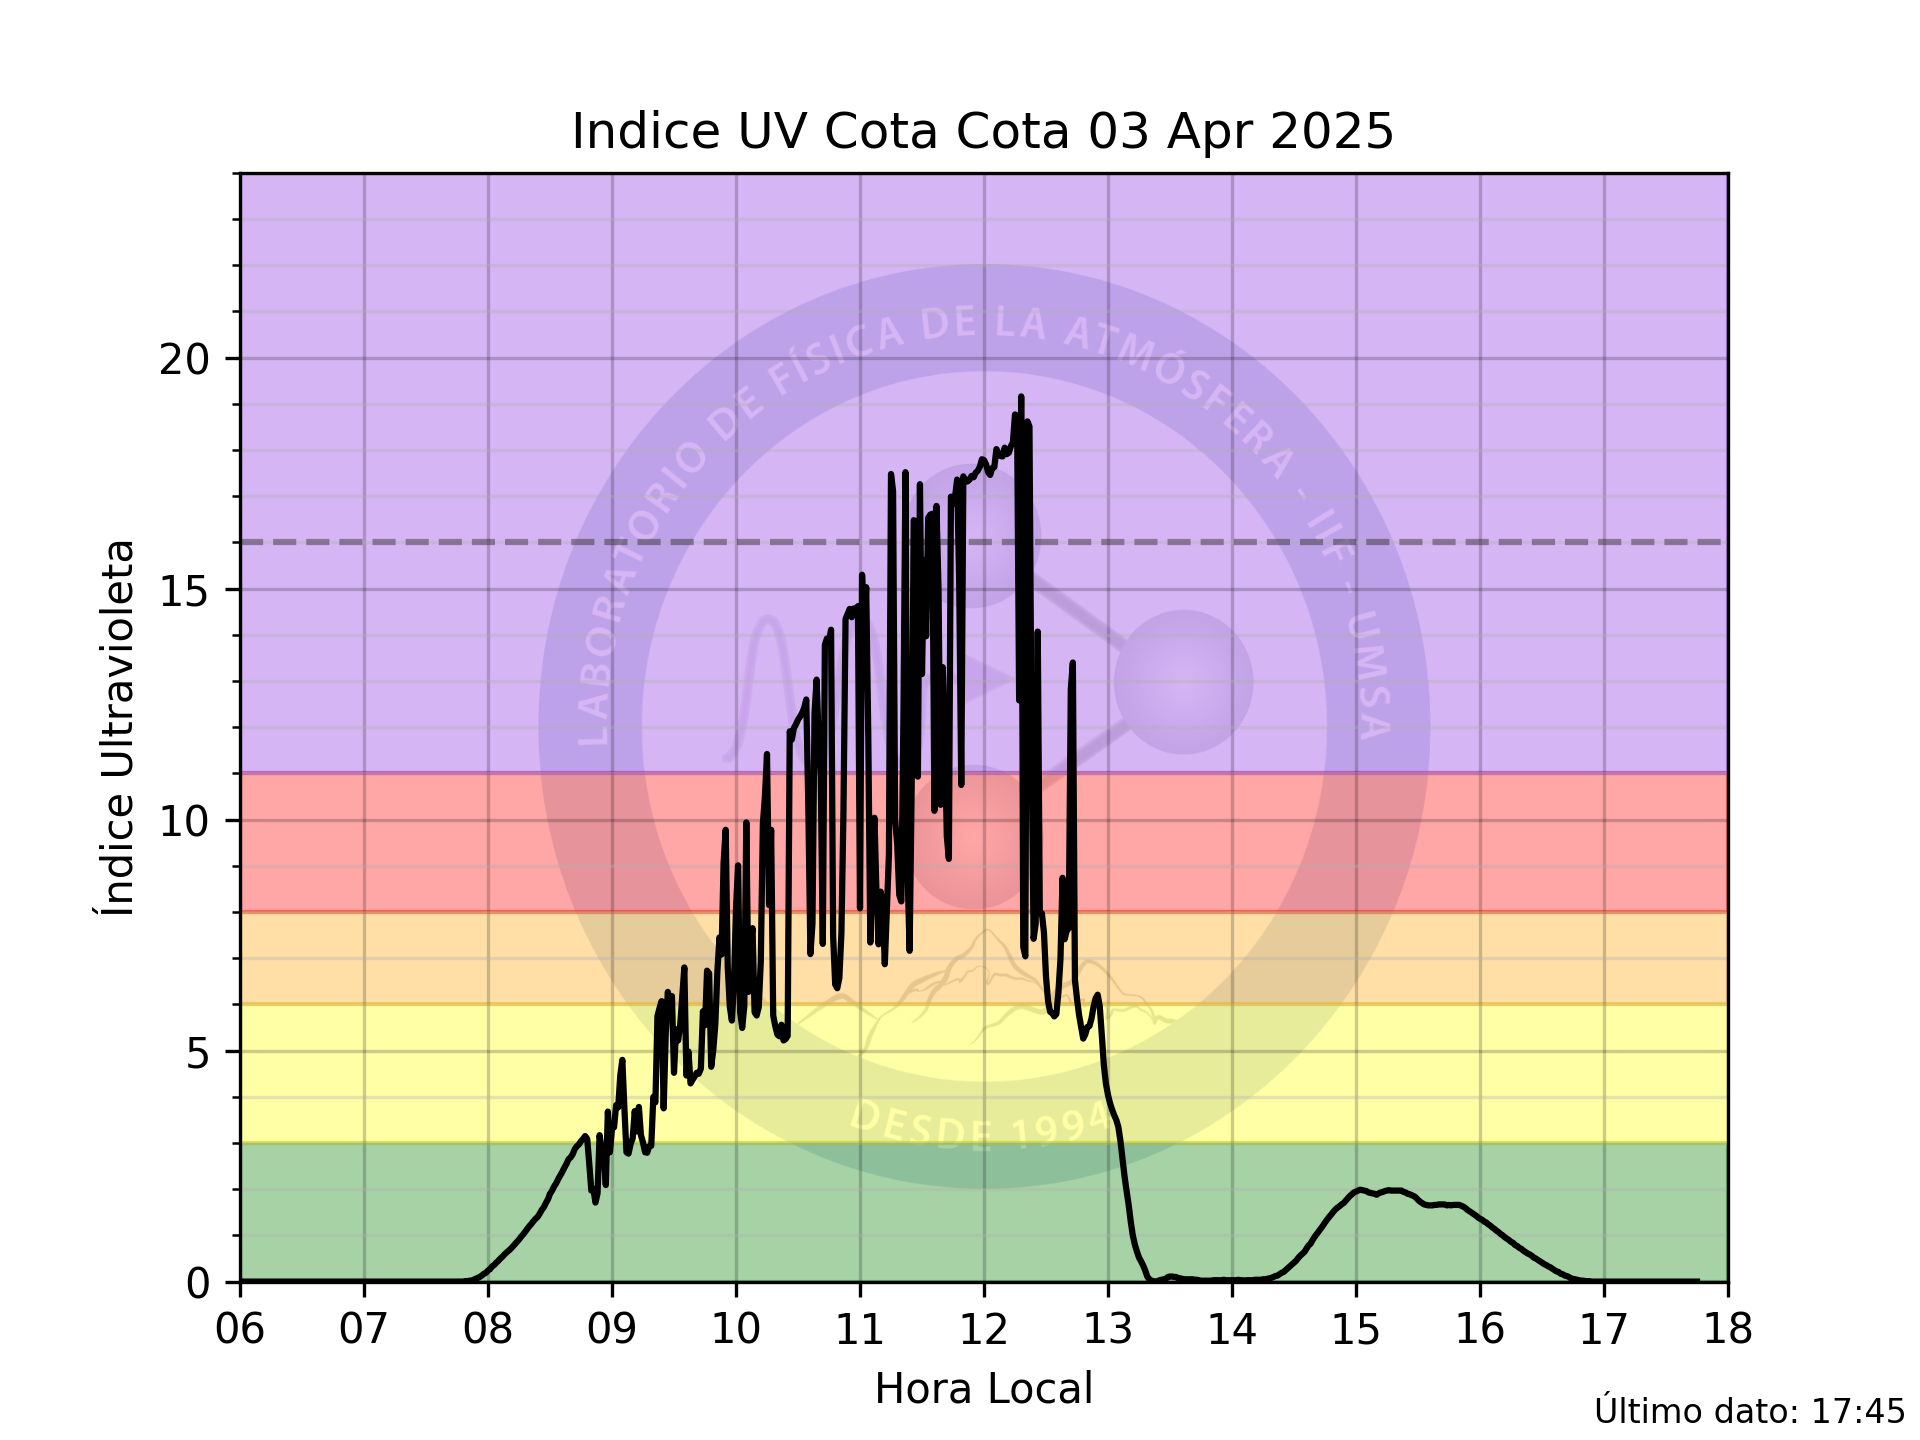 Indice UV Cota Cota 03 Apr 2025
20
15
10
5
0
Índice Ultravioleta
LABORATORIO DE FÍSICA DE LA ATMÓSFERA - IIF - UMSA
DESDE 1994
06 07 08 09 10 11 12 13 14 15 16 17 18
Hora Local
Último dato: 17:45